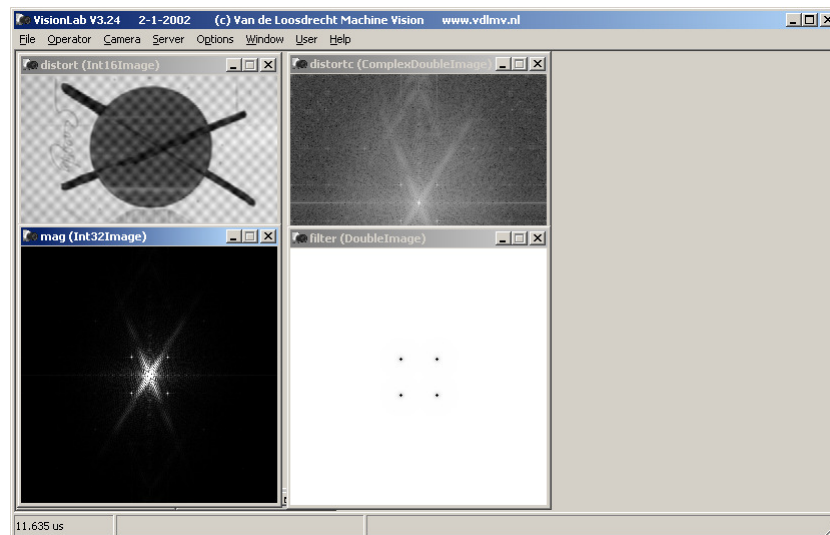 VisionLab V3.24 2-1-2002 (c) Van de Loosdrecht Machine Vision www.vdlmv.nl
File Operator Camera Server Options Window User Help
distort (Int16Image)
distortc (ComplexDoubleImage)
mag (Int32Image)
filter (DoubleImage)
11.635 us